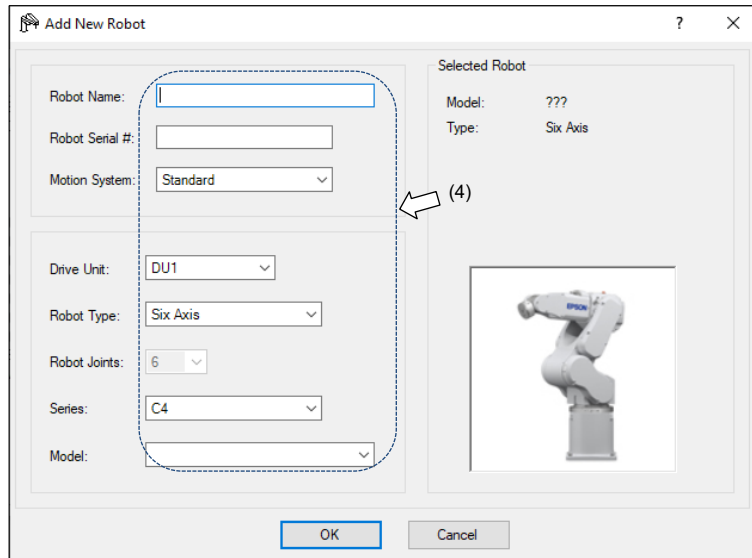 Add New Robot
?
Robot Name:
Robot Serial #:
Motion System: Standard
(4)
Drive Unit: DU1
Robot Type: Six Axis
Robot Joints: 6
Series: C4
Model:
Selected Robot
Model: ???
Type: Six Axis
EPSON
OK
Cancel